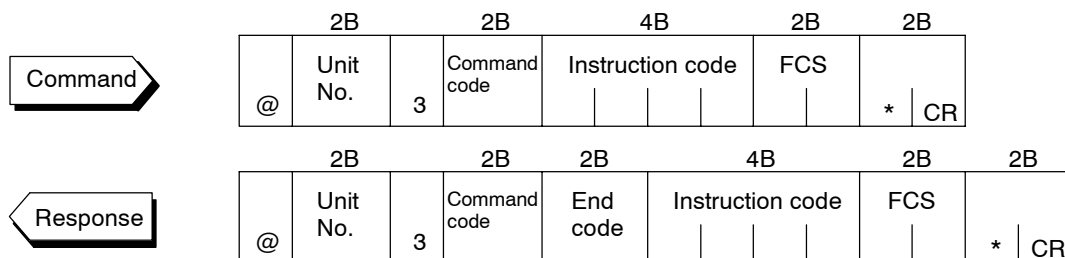 2B 2B 4B 2B 2B
Command
Unit Command Instruction code FCS
No. code
@ 3 * CR
2B 2B 2B 4B 2B 2B
Response
Unit Command End Instruction code FCS
No. code code
@ 3 * CR